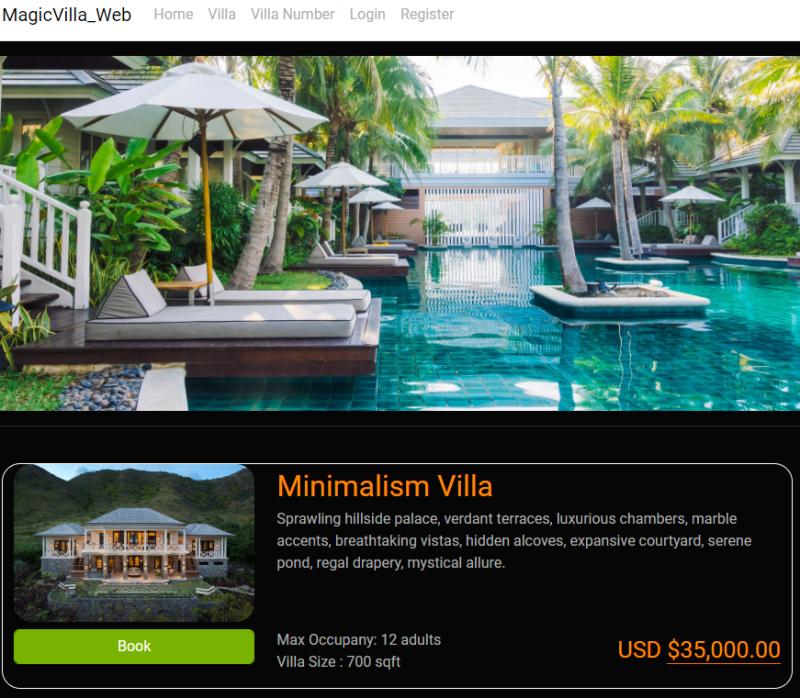 MagicVilla_Web Home Villa Villa Number Login Register
Minimalism Villa
Sprawling hillside palace, verdant terraces, luxurious chambers, marble
accents, breathtaking vistas, hidden alcoves, expansive courtyard, serene
pond, regal drapery, mystical allure.
Book
Max Occupany: 12 adults
Villa Size : 700 sqft
USD $35,000.00